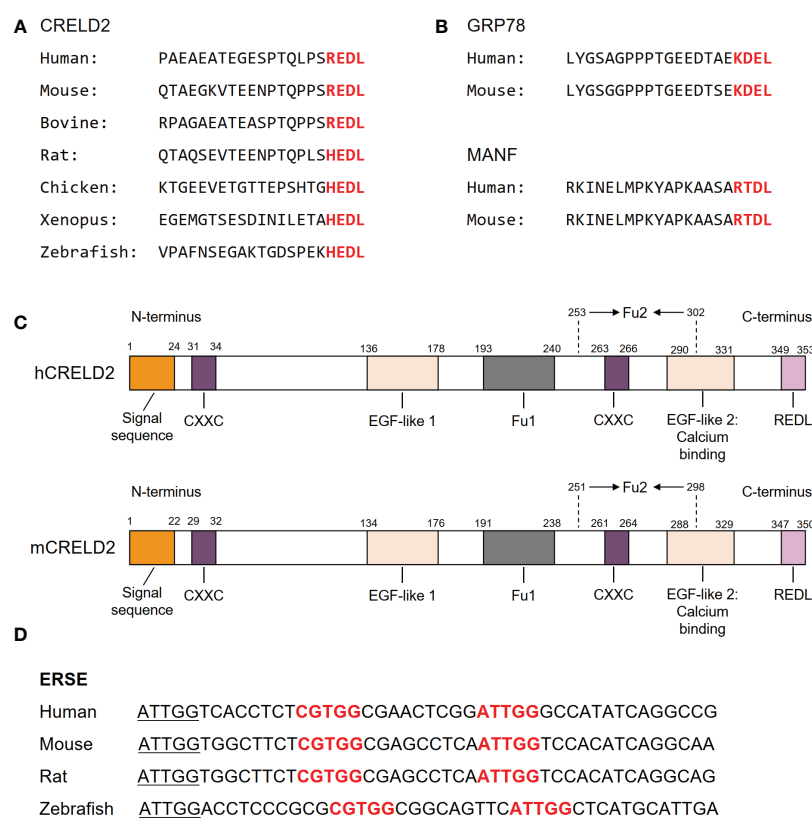 A CRELD2
Human: PAEAEATEGESPTQLPSREDL
Mouse: QTAEGKVTEENPTQPPSREDL
Bovine: RPAGAEATEASPTQPPSREDL
Rat: QTAQSEVTEENPTQPLSHEDL
Chicken: KTGEEVETGTTEPSHTGHEDL
Xenopus: EGEMGTSESDINILETAHEDL
Zebrafish: VPAFNSEGAKTGDSPEKHEDL
B GRP78
Human: LYGSAGPPPTGEEDTAEKDEL
Mouse: LYGSGGPPPTGEEDTSEKDEL
MANF
Human: RKINELMPKYAPKAASARTDL
Mouse: RKINELMPKYAPKAASARTDL
C
N-terminus 253 Fu2 302 C-terminus
1 24 31 34 136 178 193 240 263 266 290 331 349 353
hCRELD2
Signal sequence CXXC EGF-like 1 Fu1 CXXC EGF-like 2: Calcium binding REDL
N-terminus 251 Fu2 298 C-terminus
1 22 29 32 134 176 191 238 261 264 288 329 347 350
mCRELD2
Signal sequence CXXC EGF-like 1 Fu1 CXXC EGF-like 2: Calcium binding REDL
D
ERSE
Human ATTGGTCACCTCTCGTGGCGAACTCGGATTGGGCCATATCAGGCCG
Mouse ATTGGTGGCTTCTCGTGGCGAGCCTCAATTGGTCCACATCAGGCAA
Rat ATTGGTGGCTTCTCGTGGCGAGCCTCAATTGGTCCACATCAGGCAG
Zebrafish ATTGGACCTCCCGCGCGTGGCGGCAGTTCATTGGCTCATGCATTGA